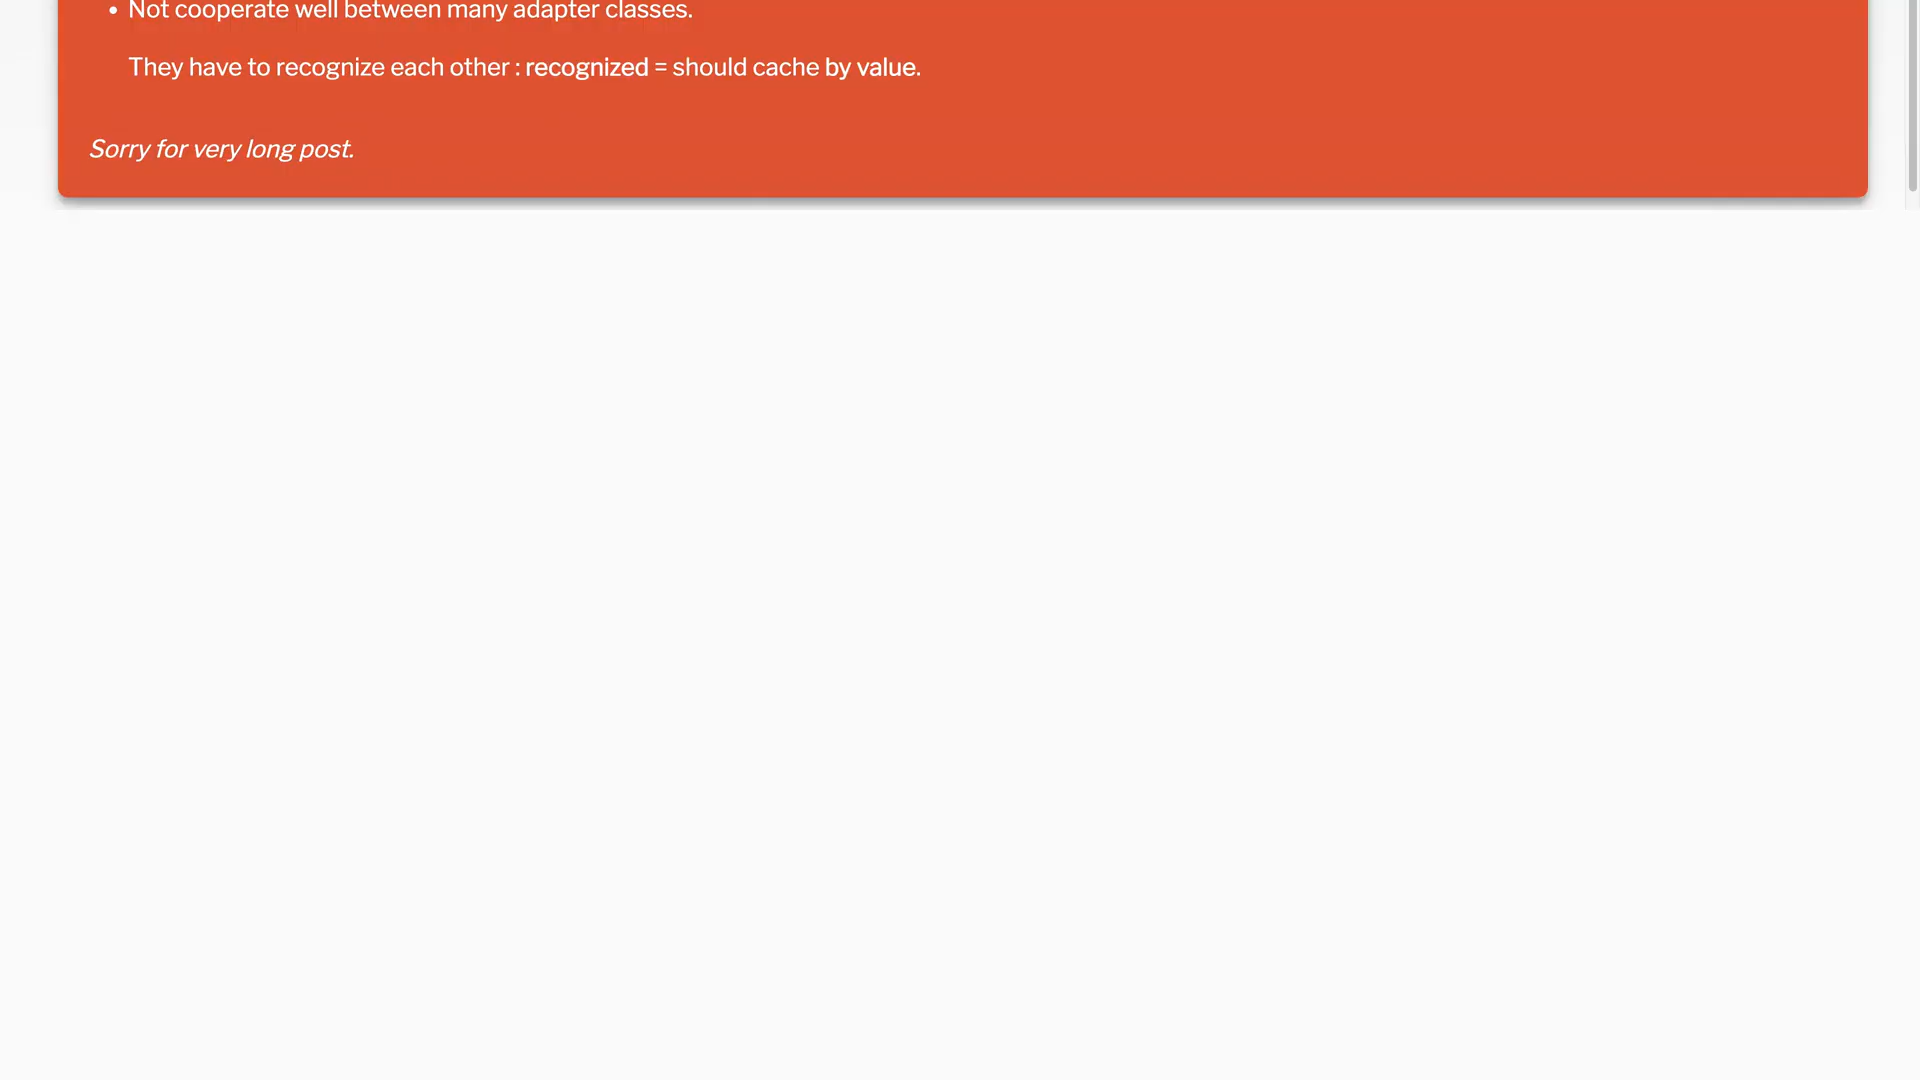 • Not cooperate well between many adapter classes.
They have to recognize each other : recognized = should cache by value.
Sorry for very long post.